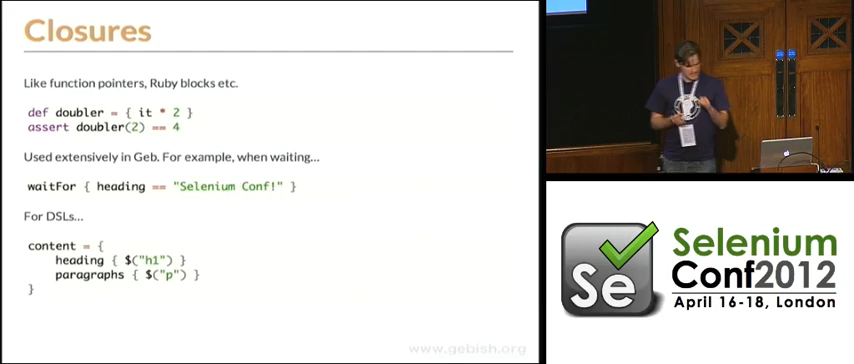 Closures
Like function pointers, Ruby blocks etc.
def doubler = { it * 2 }
assert doubler(2) == 4
Used extensively in Geb. For example, when waiting...
waitFor { heading == "Selenium Conf!" }
For DSLs...
content = {
heading { $("h1") }
paragraphs { $("p") }
}
www.gebish.org
Se
Selenium
Conf2012
April 16-18, London